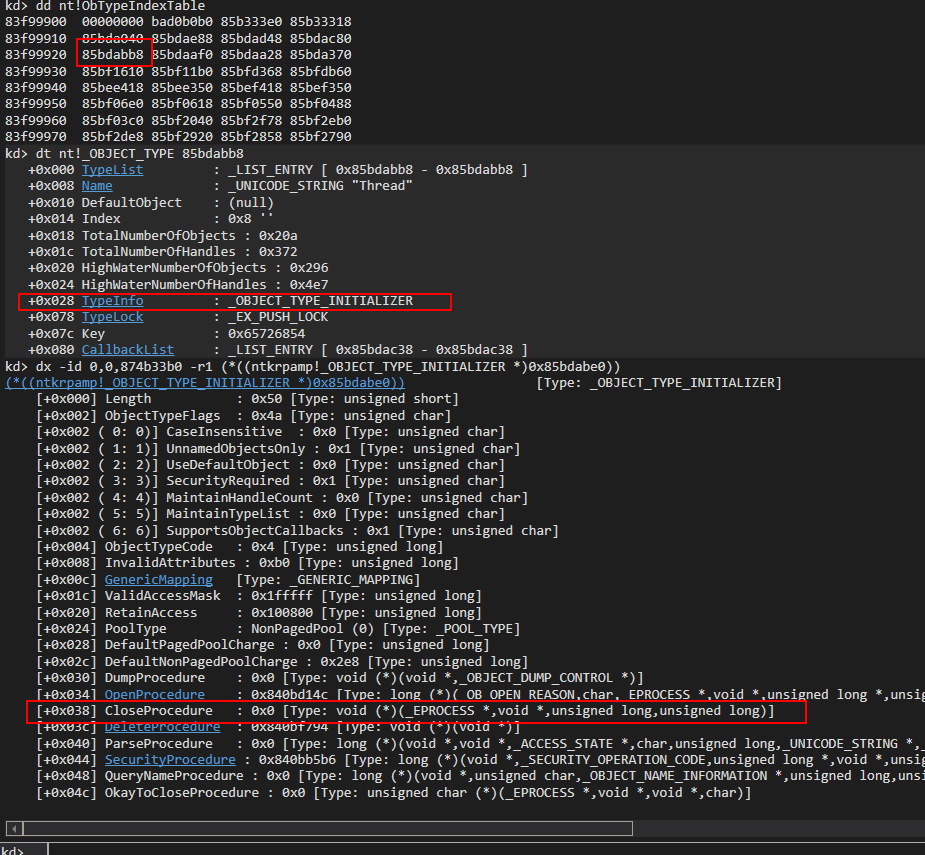 kd> dd nt!ObTypeIndexTable
83f99900  00000000 bad0b0b0 85b333e0 85b33318
83f99910  85bda040 85bdae88 85bdad48 85bdac80
83f99920  85bdabb8 85bdaaf0 85bdaa28 85bda370
83f99930  85bf1610 85bf11b0 85bfd368 85bfdb60
83f99940  85bee418 85bee350 85bef418 85bef350
83f99950  85bf06e0 85bf0618 85bf0550 85bf0488
83f99960  85bf03c0 85bf2040 85bf2f78 85bf2eb0
83f99970  85bf2de8 85bf2920 85bf2858 85bf2790
kd> dt nt!_OBJECT_TYPE 85bdabb8
+0x000 TypeList         : _LIST_ENTRY [ 0x85bdabb8 - 0x85bdabb8 ]
+0x008 Name             : _UNICODE_STRING "Thread"
+0x010 DefaultObject    : (null)
+0x014 Index            : 0x8 ''
+0x018 TotalNumberOfObjects : 0x20a
+0x01c TotalNumberOfHandles : 0x372
+0x020 HighWaterNumberOfObjects : 0x296
+0x024 HighWaterNumberOfHandles : 0x4e7
+0x028 TypeInfo         : _OBJECT_TYPE_INITIALIZER
+0x078 TypeLock         : _EX_PUSH_LOCK
+0x07c Key              : 0x65726854
+0x080 CallbackList     : _LIST_ENTRY [ 0x85bdac38 - 0x85bdac38 ]
kd> dx -id 0,0,874b33b0 -r1 (*((ntkrpamp!_OBJECT_TYPE_INITIALIZER *)0x85bdabe0))
(*((ntkrpamp!_OBJECT_TYPE_INITIALIZER *)0x85bdabe0))                 [Type: _OBJECT_TYPE_INITIALIZER]
[+0x000] Length           : 0x50 [Type: unsigned short]
[+0x002] ObjectTypeFlags  : 0x4a [Type: unsigned char]
[+0x002 ( 0: 0)] CaseInsensitive  : 0x0 [Type: unsigned char]
[+0x002 ( 1: 1)] UnnamedObjectsOnly : 0x1 [Type: unsigned char]
[+0x002 ( 2: 2)] UseDefaultObject : 0x0 [Type: unsigned char]
[+0x002 ( 3: 3)] SecurityRequired : 0x1 [Type: unsigned char]
[+0x002 ( 4: 4)] MaintainHandleCount : 0x0 [Type: unsigned char]
[+0x002 ( 5: 5)] MaintainTypeList : 0x0 [Type: unsigned char]
[+0x002 ( 6: 6)] SupportsObjectCallbacks : 0x1 [Type: unsigned char]
[+0x004] ObjectTypeCode   : 0x4 [Type: unsigned long]
[+0x008] InvalidAttributes : 0xb0 [Type: unsigned long]
[+0x00c] GenericMapping   [Type: _GENERIC_MAPPING]
[+0x01c] ValidAccessMask  : 0x1fffff [Type: unsigned long]
[+0x020] RetainAccess     : 0x100800 [Type: unsigned long]
[+0x024] PoolType         : NonPagedPool (0) [Type: _POOL_TYPE]
[+0x028] DefaultPagedPoolCharge : 0x0 [Type: unsigned long]
[+0x02c] DefaultNonPagedPoolCharge : 0x2e8 [Type: unsigned long]
[+0x030] DumpProcedure    : 0x0 [Type: void (*)(void *,_OBJECT_DUMP_CONTROL *)]
[+0x034] OpenProcedure    : 0x840bd14c [Type: long (*)(_OB_OPEN_REASON,char,_EPROCESS *,void *,unsigned long *,unsig
[+0x038] CloseProcedure   : 0x0 [Type: void (*)(_EPROCESS *,void *,unsigned long,unsigned long)]
[+0x03c] DeleteProcedure  : 0x840bf794 [Type: void (*)(void *)]
[+0x040] ParseProcedure   : 0x0 [Type: long (*)(void *,void *,_ACCESS_STATE *,char,unsigned long,_UNICODE_STRING *,_
[+0x044] SecurityProcedure : 0x840bb5b6 [Type: long (*)(void *,_SECURITY_OPERATION_CODE,unsigned long *,void *,unsig
[+0x048] QueryNameProcedure : 0x0 [Type: long (*)(void *,unsigned char,_OBJECT_NAME_INFORMATION *,unsigned long,unsi
[+0x04c] OkayToCloseProcedure : 0x0 [Type: unsigned char (*)(_EPROCESS *,void *,void *,char)]
kd>